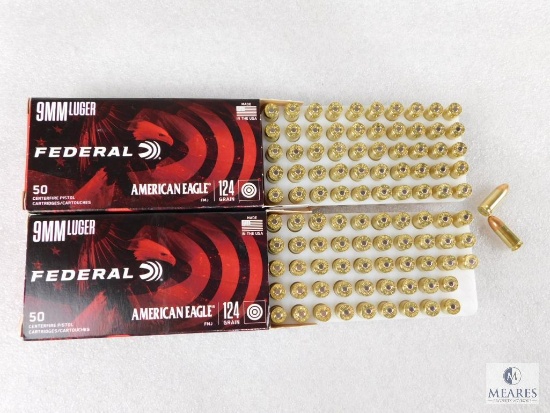 9MM LUGER
MADE
IN THE USA
FEDERAL
50
CENTERFIRE PISTOL
CARTRIDGES/CARTOUCHES
AMERICAN EAGLE
FMJ
124
GRAIN
9MM LUGER
MADE
IN THE USA
FEDERAL
50
CENTERFIRE PISTOL
CARTRIDGES/CARTOUCHES
AMERICAN EAGLE
FMJ
124
GRAIN
M
MEARES